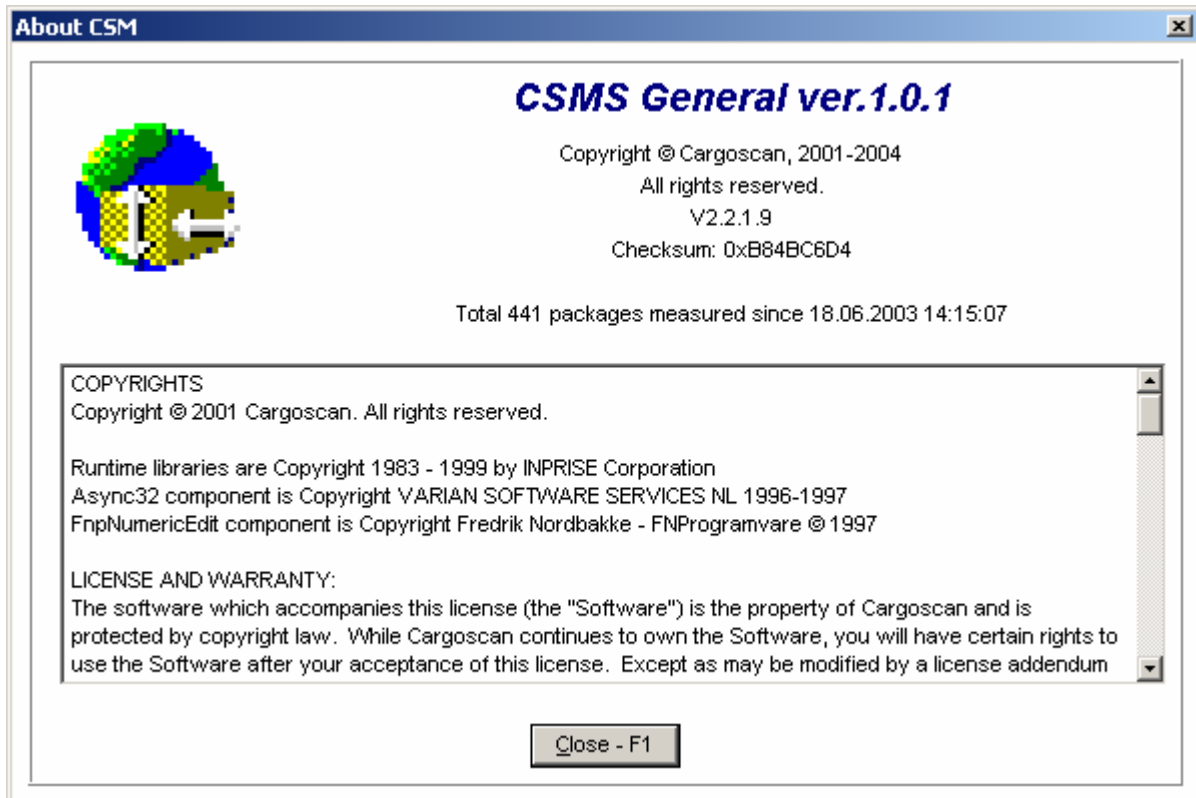 About CSM
CSMS General ver.1.0.1
Copyright © Cargoscan, 2001-2004
All rights reserved.
V2.2.1.9
Checksum: 0xB84BC6D4
Total 441 packages measured since 18.06.2003 14:15:07
COPYRIGHTS
Copyright © 2001 Cargoscan. All rights reserved.
Runtime libraries are Copyright 1983 - 1999 by INPRISE Corporation
Async32 component is Copyright VARIAN SOFTWARE SERVICES NL 1996-1997
FnpNumericEdit component is Copyright Fredrik Nordbakke - FNProgramvare © 1997
LICENSE AND WARRANTY:
The software which accompanies this license (the "Software") is the property of Cargoscan and is
protected by copyright law.  While Cargoscan continues to own the Software, you will have certain rights to
use the Software after your acceptance of this license.  Except as may be modified by a license addendum
Close - F1